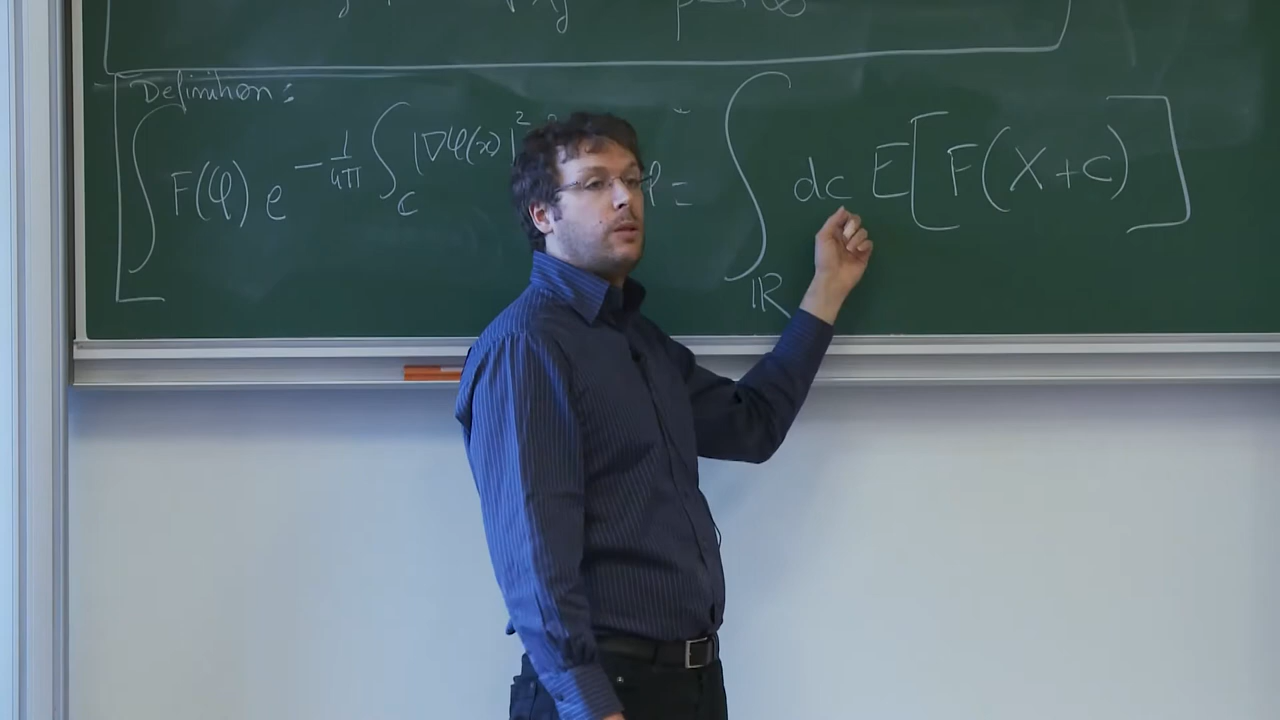 p → ∞
Definition:
∫ F(φ) e^{-1/4π ∫_C |∇φ(x)|²} φ = ∫_ℝ dc E[F(X+c)]